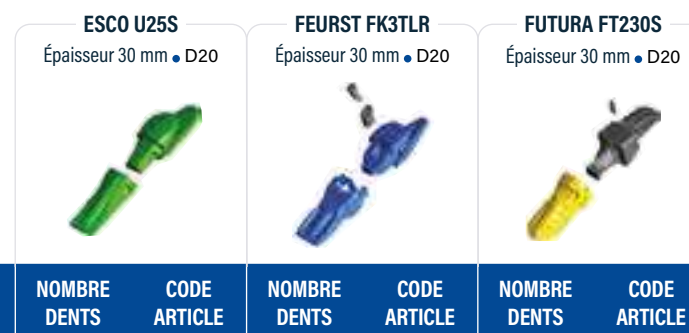 ESCO U25S
Épaisseur 30 mm • D20
FEURST FK3TLR
Épaisseur 30 mm • D20
FUTURA FT230S
Épaisseur 30 mm • D20
NOMBRE DENTS
CODE ARTICLE
NOMBRE DENTS
CODE ARTICLE
NOMBRE DENTS
CODE ARTICLE